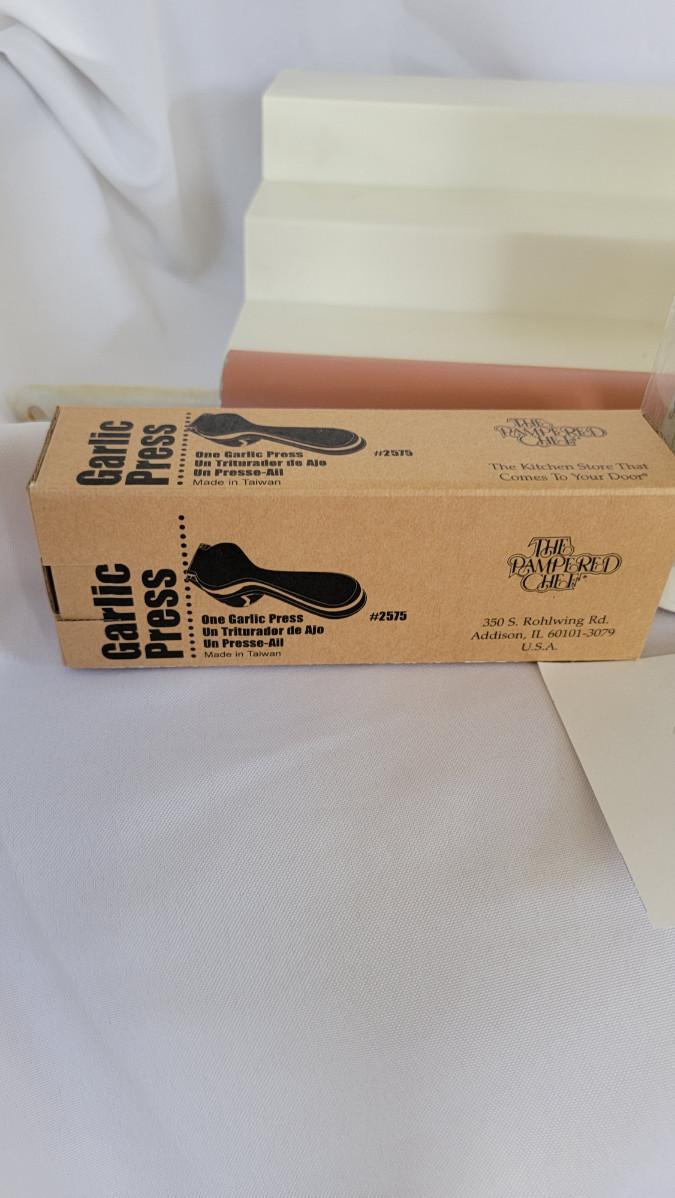 Garlic
Press
One Garlic Press
Un Triturador de Ajo
Un Presse-Ail
Made in Taiwan
#2575
THE
PAMPERED
CHEF®
The Kitchen Store That
Comes To Your Door®
Garlic
Press
One Garlic Press
Un Triturador de Ajo
Un Presse-Ail
Made in Taiwan
#2575
THE
PAMPERED
CHEF®
350 S. Rohlwing Rd.
Addison, IL 60101-3079
U.S.A.